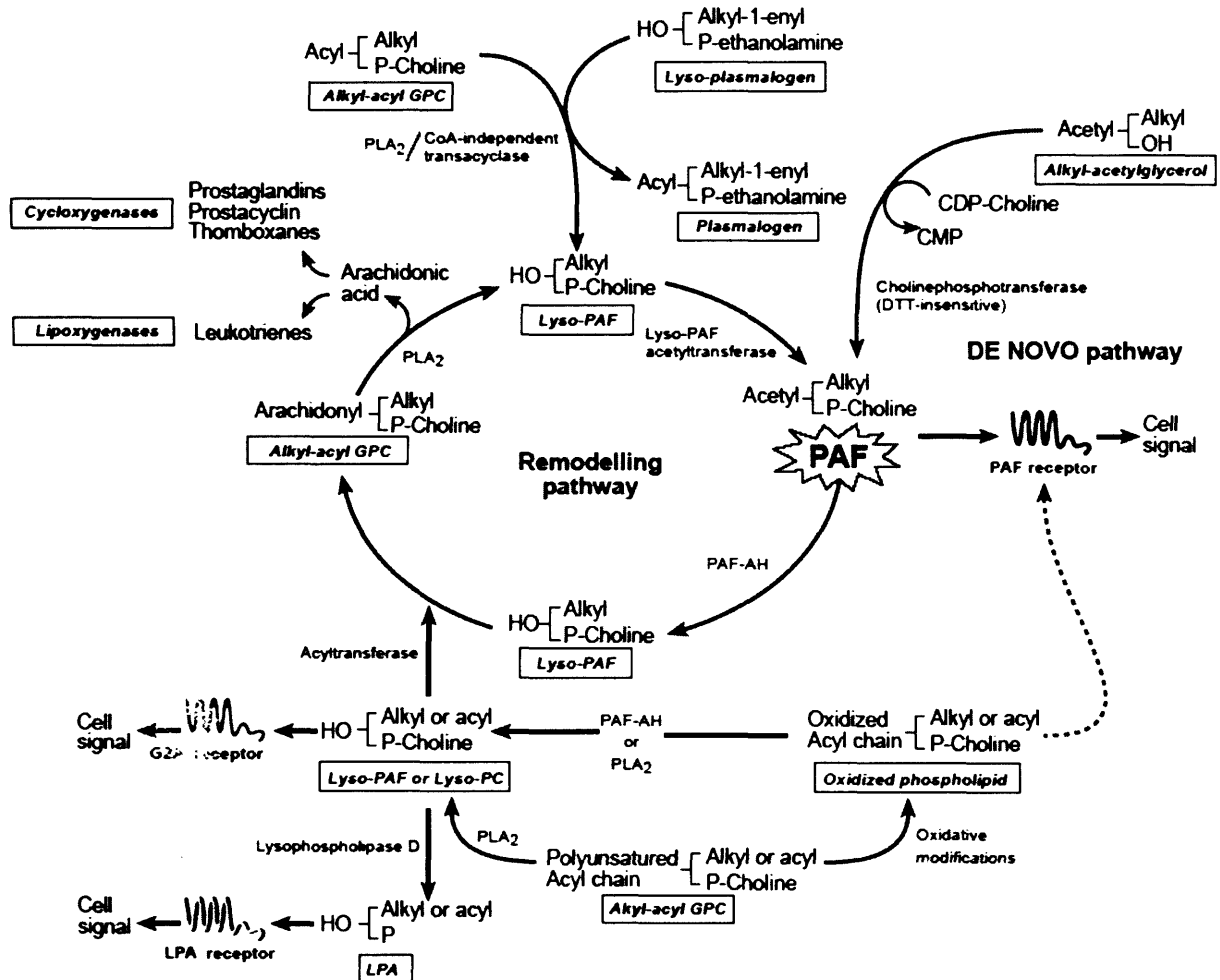 Acyl
Alkyl
P-Choline
Alkyl-acyl GPC
HO
Alkyl-1-enyl
P-ethanolamine
Lyso-plasmalogen
PLA2/
CoA-independent
transacyclase
Acyl
Alkyl-1-enyl
P-ethanolamine
Plasmalogen
Acetyl
Alkyl
OH
Alkyl-acetylglycerol
CDP-Choline
CMP
Cholinephosphotransferase
(DTT-insensitive)
DE NOVO pathway
Cycloxygenases
Prostaglandins
Prostacyclin
Thomboxanes
Arachidonic
acid
Lipoxygenases
Leukotrienes
PLA2
HO
Alkyl
P-Choline
Lyso-PAF
Lyso-PAF
acetyltransferase
Acetyl
Alkyl
P-Choline
PAF
PAF receptor
Cell
signal
Arachidonyl
Alkyl
P-Choline
Alkyl-acyl GPC
Remodelling
pathway
PAF-AH
HO
Alkyl
P-Choline
Lyso-PAF
Acyltransferase
Cell
signal
G2A receptor
HO
Alkyl or acyl
P-Choline
Lyso-PAF or Lyso-PC
PAF-AH
or
PLA2
Oxidized
Acyl chain
Alkyl or acyl
P-Choline
Oxidized phospholipid
Lysophospholipase D
PLA2
Polyunsatured
Acyl chain
Alkyl or acyl
P-Choline
Akyl-acyl GPC
Oxidative
modifications
Cell
signal
LPA receptor
HO
Alkyl or acyl
P
LPA